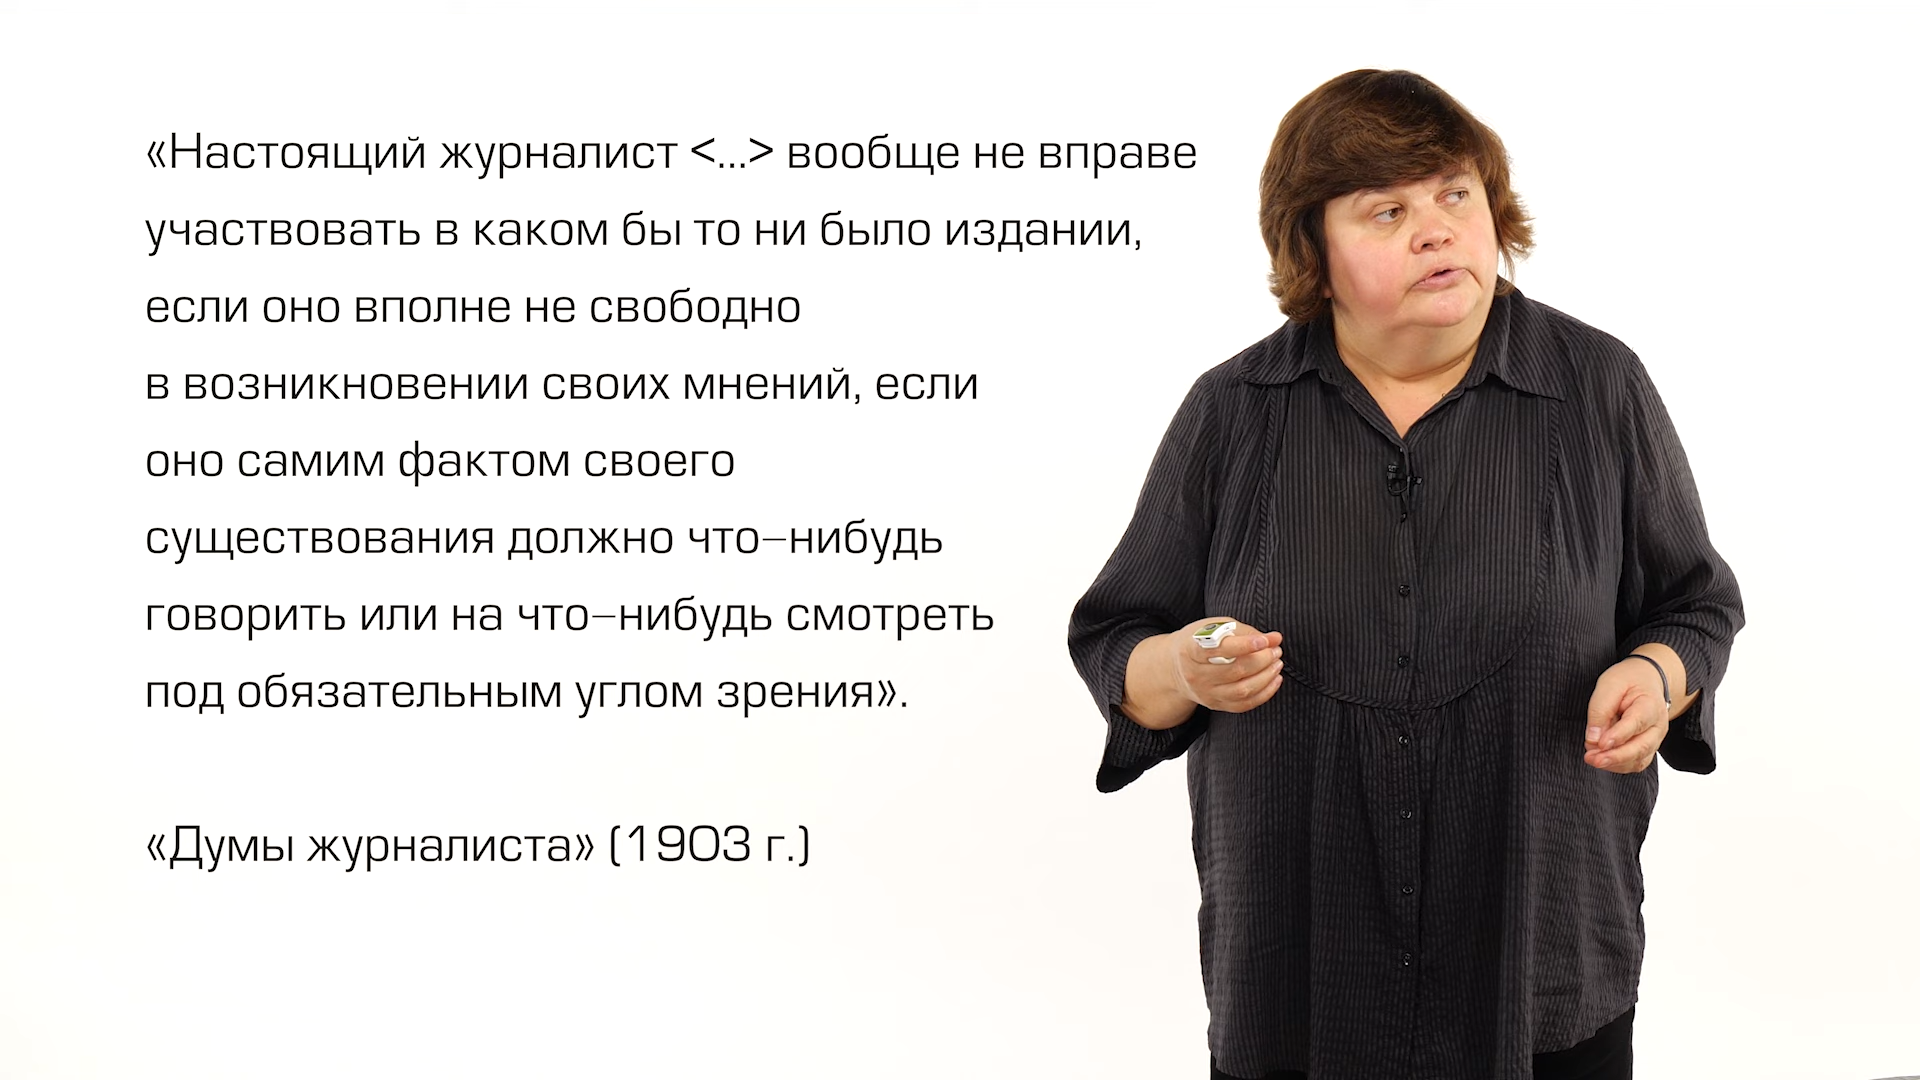 «Настоящий журналист <...> вообще не вправе
участвовать в каком бы то ни было издании,
если оно вполне не свободно
в возникновении своих мнений, если
оно самим фактом своего
существования должно что–нибудь
говорить или на что–нибудь смотреть
под обязательным углом зрения».
«Думы журналиста» (1903 г.)